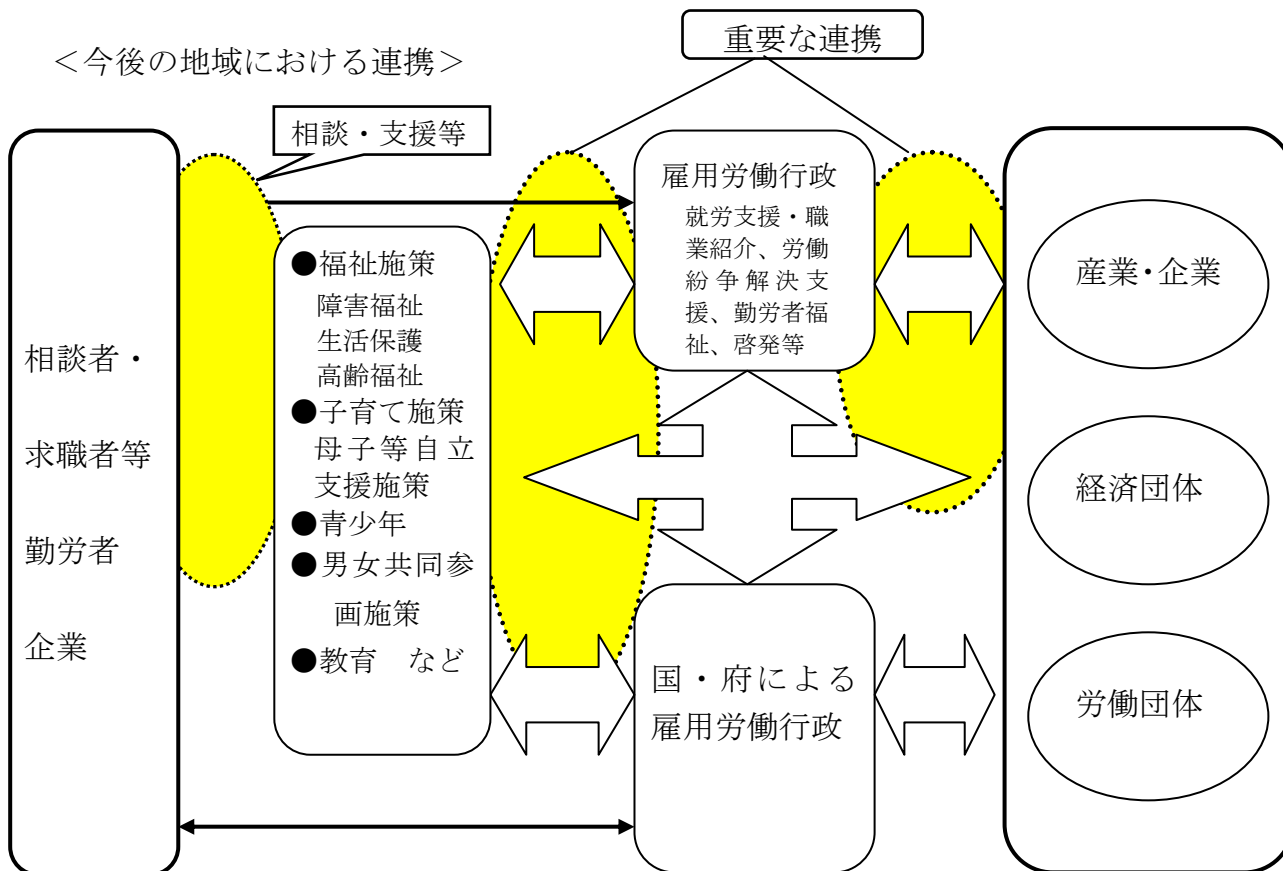 ＜今後の地域における連携＞
重要な連携
相談・支援等
相談者・
求職者等
勤労者
企業
●福祉施策
障害福祉
生活保護
高齢福祉
●子育て施策
母子等自立
支援施策
●青少年
●男女共同参
画施策
●教育　など
雇用労働行政
就労支援・職
業紹介、労働
紛争解決支
援、勤労者福
祉、啓発等
国・府による
雇用労働行政
産業・企業
経済団体
労働団体